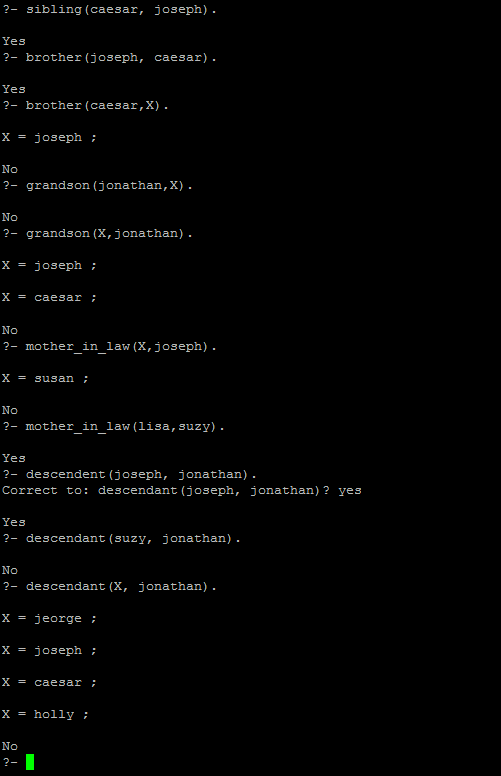 ?- sibling(caesar, joseph).
Yes
?- brother(joseph, caesar).
Yes
?- brother(caesar,X).
X = joseph ;
No
?- grandson(jonathan,X).
No
?- grandson(X,jonathan).
X = joseph ;
X = caesar ;
No
?- mother_in_law(X,joseph).
X = susan ;
No
?- mother_in_law(lisa,suzy).
Yes
?- descendent(joseph, jonathan).
Correct to: descendant(joseph, jonathan)? yes
Yes
?- descendant(suzy, jonathan).
No
?- descendant(X, jonathan).
X = jeorge ;
X = joseph ;
X = caesar ;
X = holly ;
No
?-